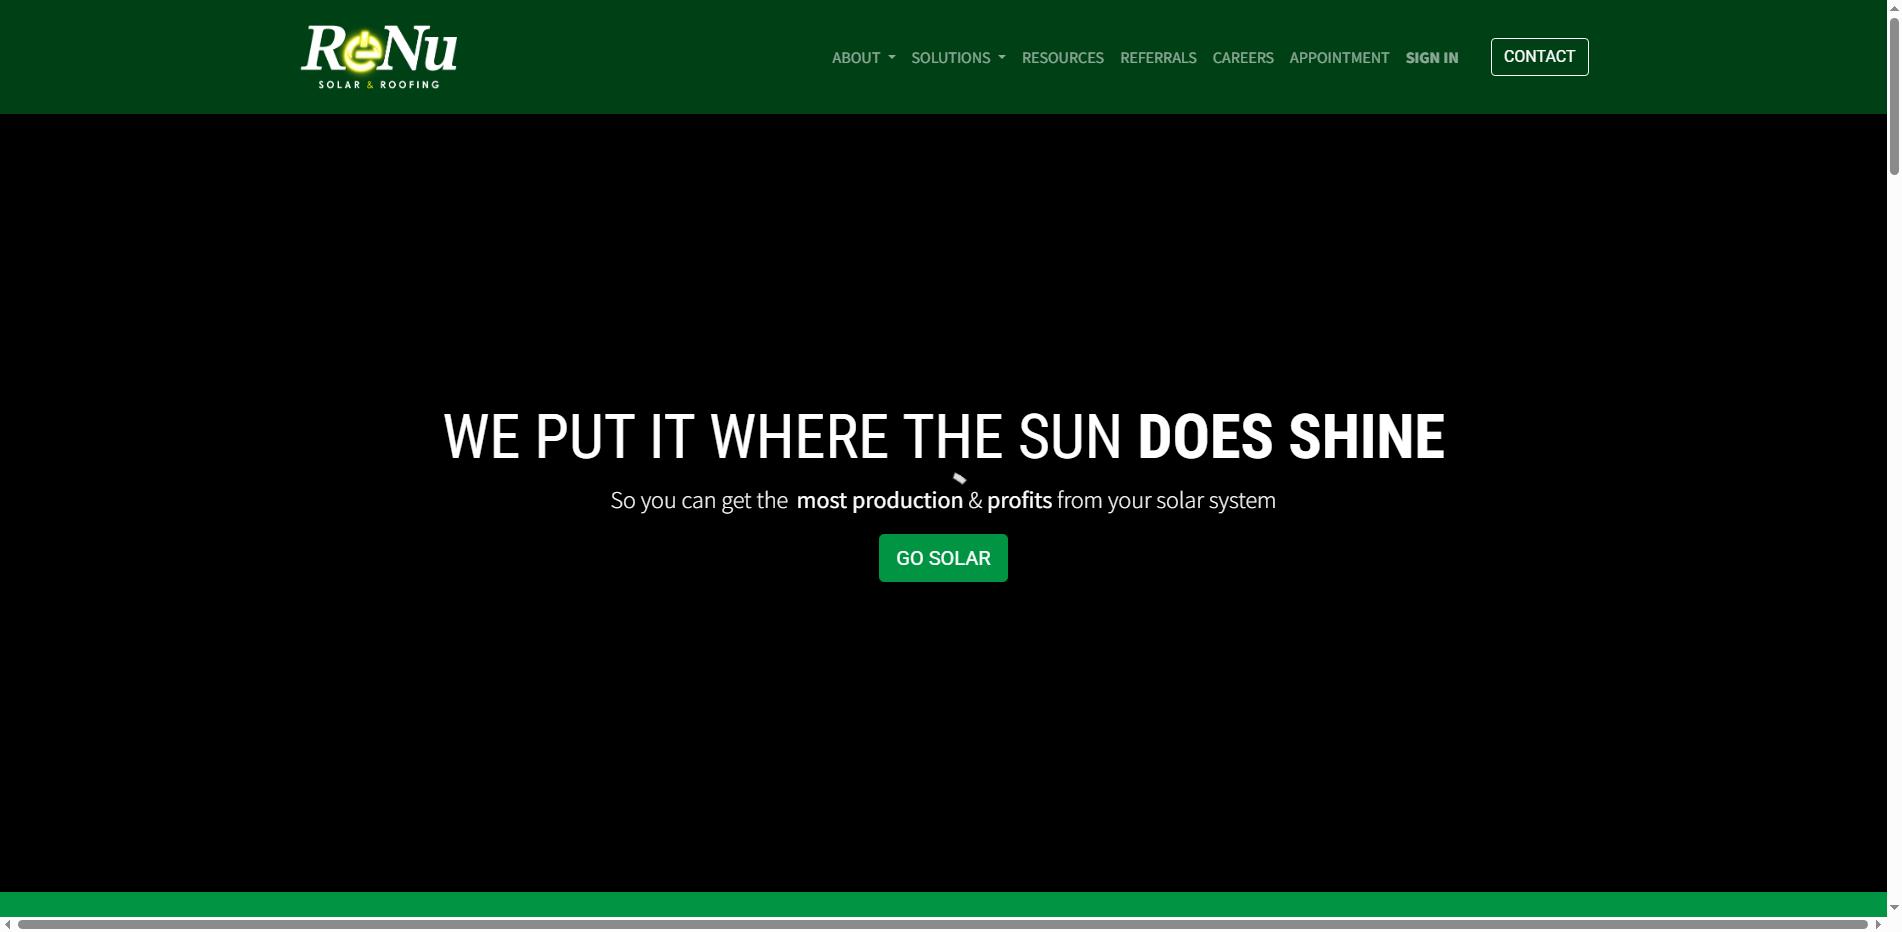 ReNu
SOLAR & ROOFING
ABOUT
SOLUTIONS
RESOURCES
REFERRALS
CAREERS
APPOINTMENT
SIGN IN
CONTACT
WE PUT IT WHERE THE SUN DOES SHINE
So you can get the most production & profits from your solar system
GO SOLAR